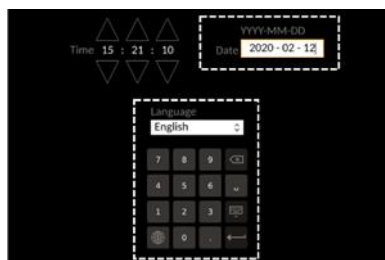 YYYY-MM-DD
Time 15 : 21 : 10
Date 2020 - 02 - 12
Language
English
7 8 9
4 5 6
1 2 3
0 .